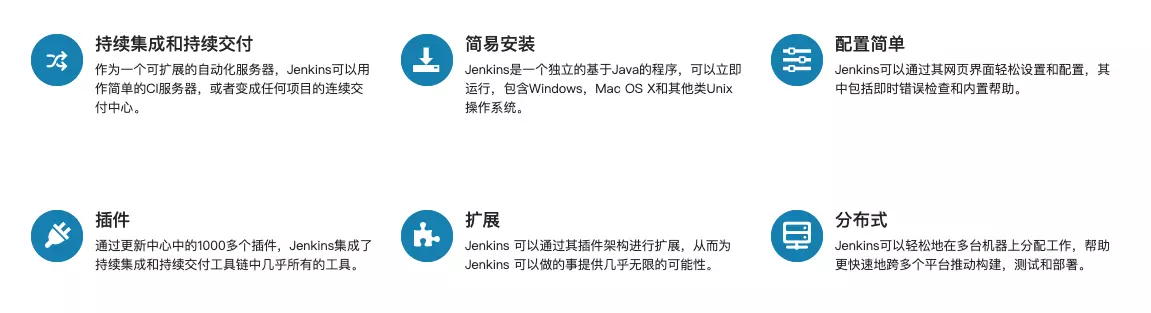 持续集成和持续交付
作为一个可扩展的自动化服务器，Jenkins可以用
作简单的CI服务器，或者变成任何项目的连续交
付中心。
简易安装
Jenkins是一个独立的基于Java的程序，可以立即
运行，包含Windows，Mac OS X和其他类Unix
操作系统。
配置简单
Jenkins可以通过其网页界面轻松设置和配置，其
中包括即时错误检查和内置帮助。
插件
通过更新中心中的1000多个插件，Jenkins集成了
持续集成和持续交付工具链中几乎所有的工具。
扩展
Jenkins 可以通过其插件架构进行扩展，从而为
Jenkins 可以做的事提供几乎无限的可能性。
分布式
Jenkins可以轻松地在多台机器上分配工作，帮助
更快速地跨多个平台推动构建，测试和部署。